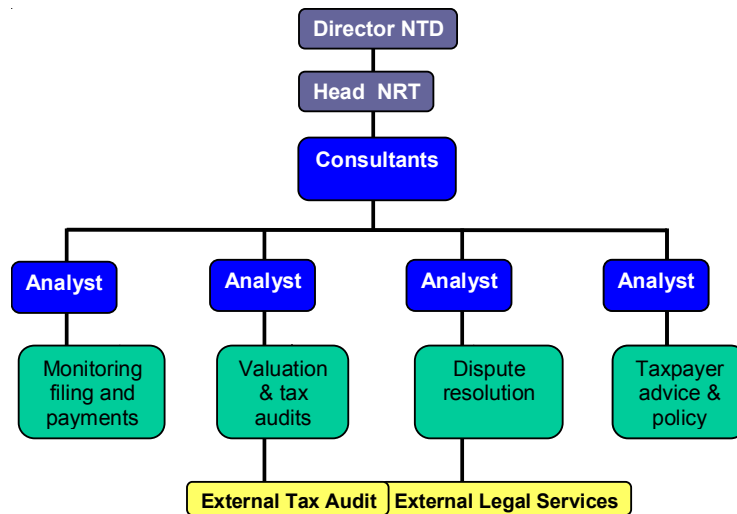 Director NTD
Head NRT
Consultants
Analyst
Analyst
Analyst
Analyst
Monitoring
filing and
payments
Valuation
& tax
audits
Dispute
resolution
Taxpayer
advice &
policy
External Tax Audit
External Legal Services